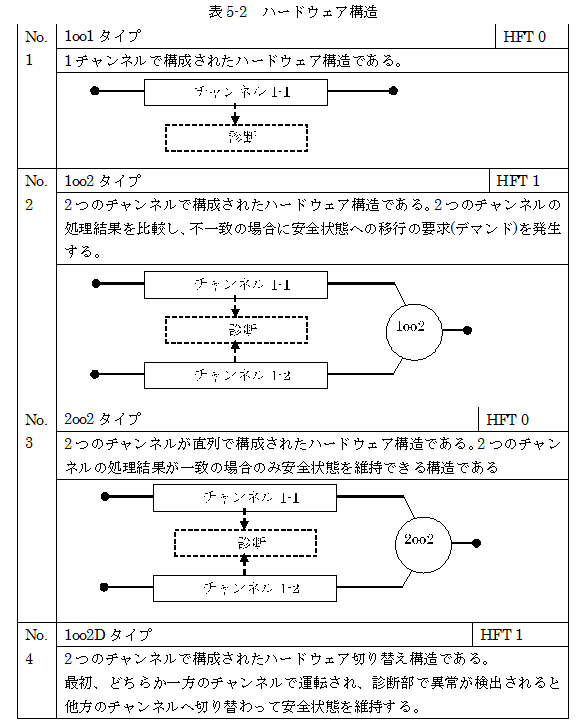 表 5-2 ハードウェア構造
No.
1
1oo1 タイプ
HFT 0
1 チャンネルで構成されたハードウェア構造である。
チャンネル 1-1
診断
No.
2
1oo2 タイプ
HFT 1
2 つのチャンネルで構成されたハードウェア構造である。2 つのチャンネルの
処理結果を比較し、不一致の場合に安全状態への移行の要求(デマンド)を発生
する。
チャンネル 1-1
診断
1oo2
チャンネル 1-2
No.
3
2oo2 タイプ
HFT 0
2 つのチャンネルが直列で構成されたハードウェア構造である。2 つのチャン
ネルの処理結果が一致の場合のみ安全状態を維持できる構造である
チャンネル 1-1
診断
2oo2
チャンネル 1-2
No.
4
1oo2D タイプ
HFT 1
2 つのチャンネルで構成されたハードウェア切り替え構造である。
最初、どちらか一方のチャンネルで運転され、診断部で異常が検出されると
他方のチャンネルへ切り替わって安全状態を維持する。